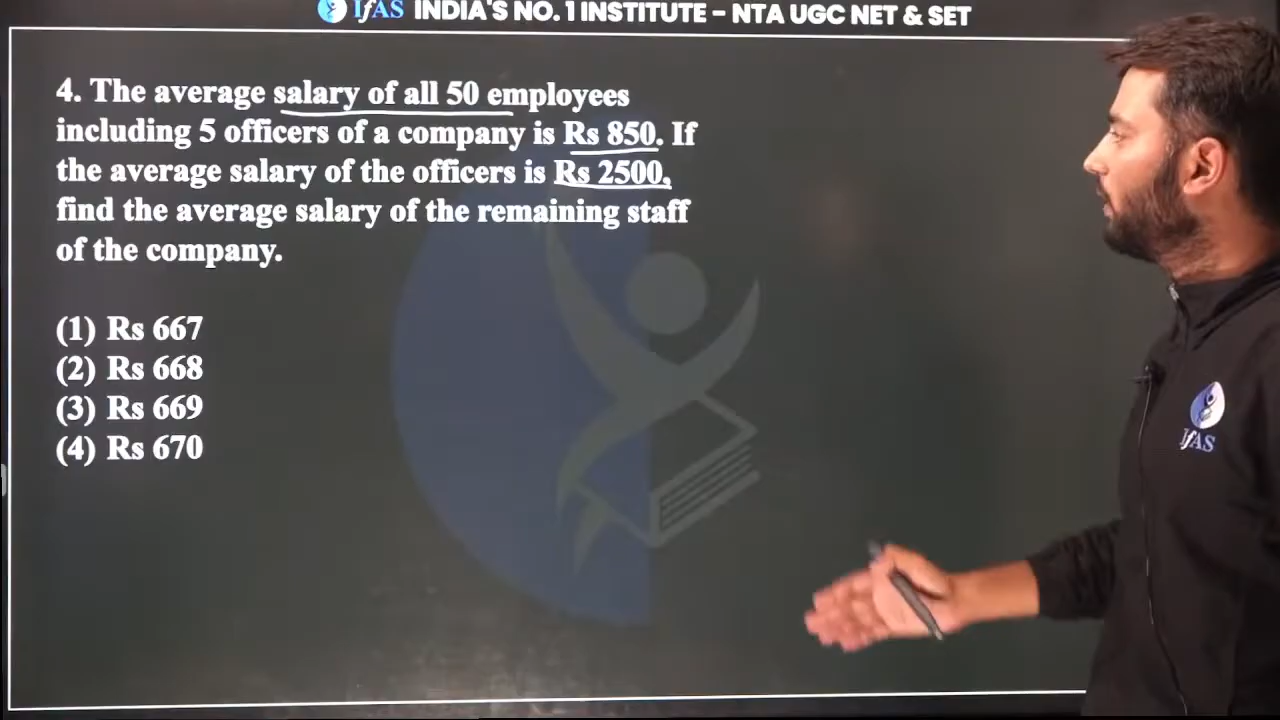 IfAS INDIA'S NO. 1 INSTITUTE - NTA UGC NET & SET
4. The average salary of all 50 employees
including 5 officers of a company is Rs 850. If
the average salary of the officers is Rs 2500,
find the average salary of the remaining staff
of the company.
(1) Rs 667
(2) Rs 668
(3) Rs 669
(4) Rs 670
IfAS